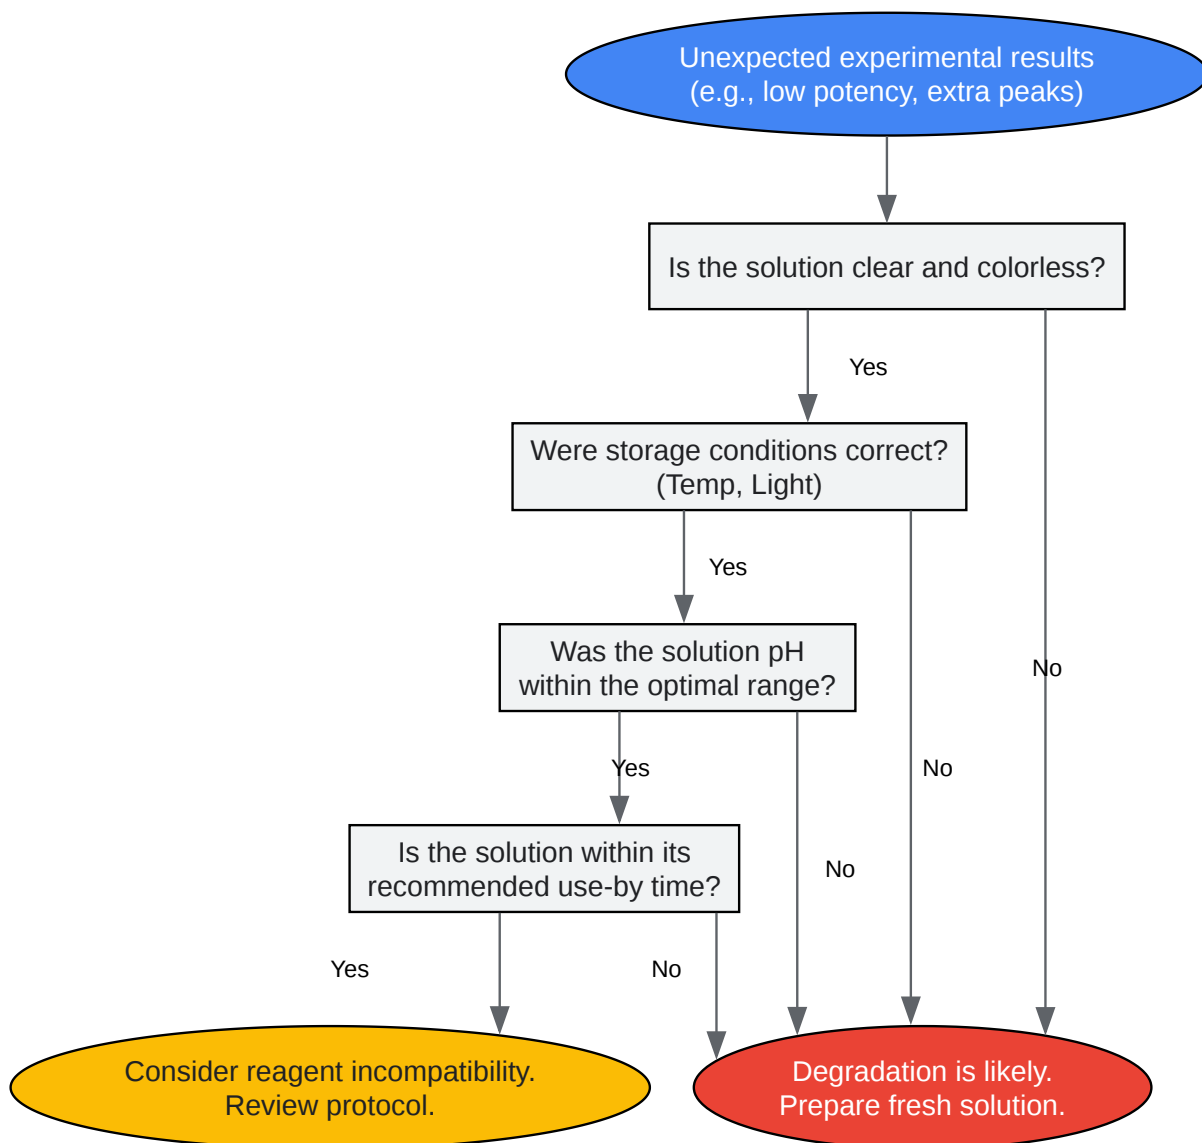 Unexpected experimental results
(e.g., low potency, extra peaks)
Is the solution clear and colorless?
Yes
Were storage conditions correct?
(Temp, Light)
Yes
Was the solution pH
within the optimal range?
No
Yes
No
Is the solution within its
recommended use-by time?
No
Yes
No
Consider reagent incompatibility.
Review protocol.
Degradation is likely.
Prepare fresh solution.